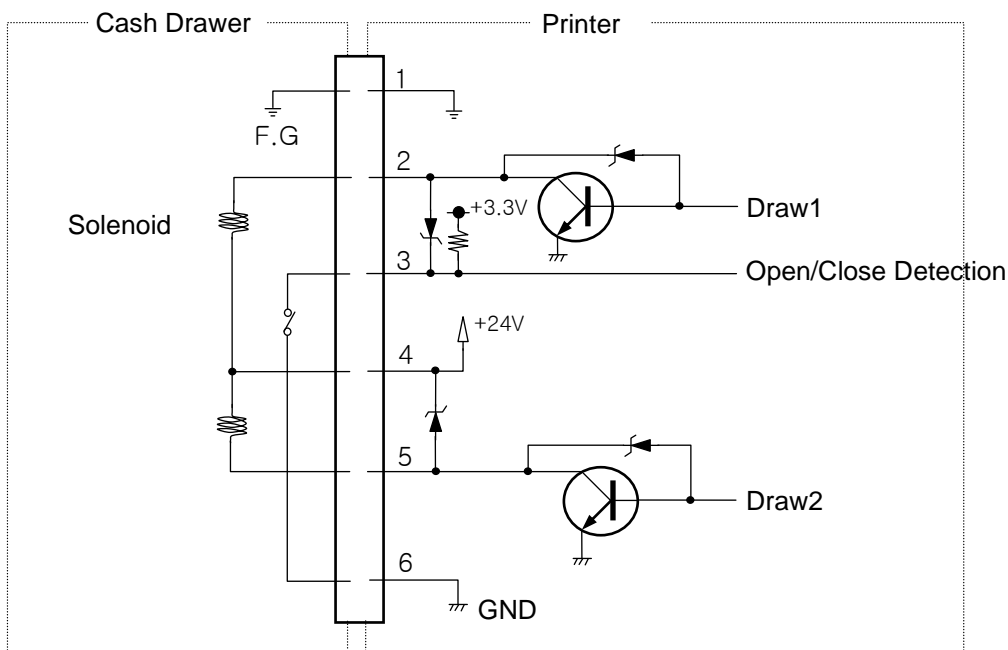 Cash Drawer
Printer
1
F.G
2
+3.3V
Solenoid
Draw1
3
Open/Close Detection
+24V
4
5
Draw2
6
GND